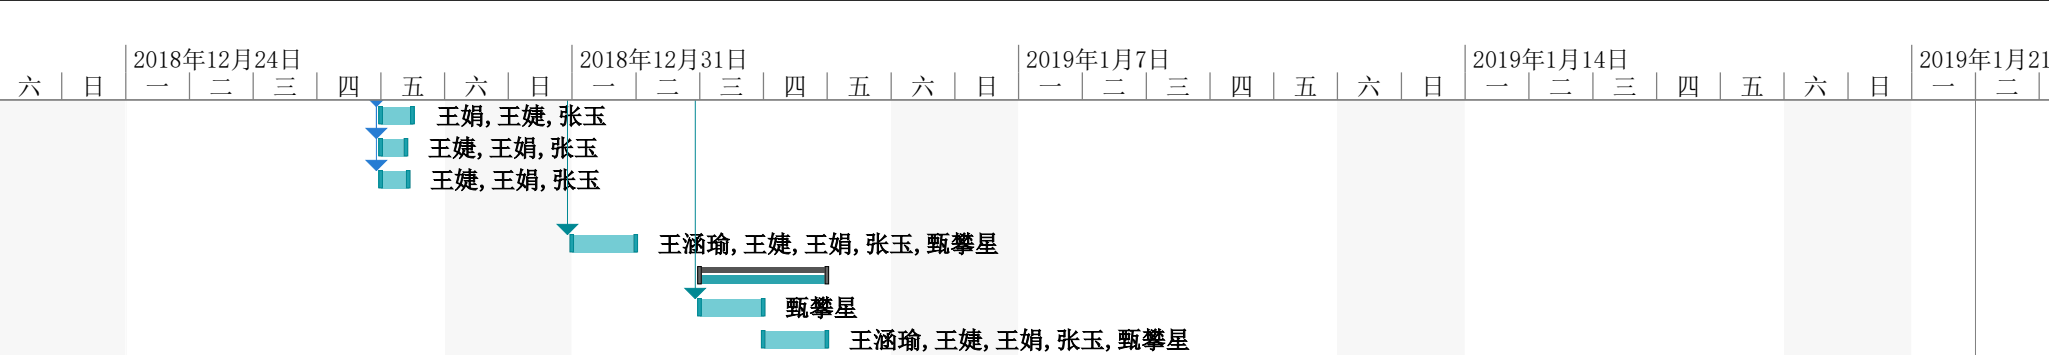 2018年12月24日 2018年12月31日 2019年1月7日 2019年1月14日 2019年1月21
六 日 一 二 三 四 五 六 日 一 二 三 四 五 六 日 一 二 三 四 五 六 日 一 二 三 四 五 六 日 一 二
王娟,王婕,张玉
王婕,王娟,张玉
王婕,王娟,张玉
王涵瑜,王婕,王娟,张玉,甄攀星
甄攀星
王涵瑜,王婕,王娟,张玉,甄攀星